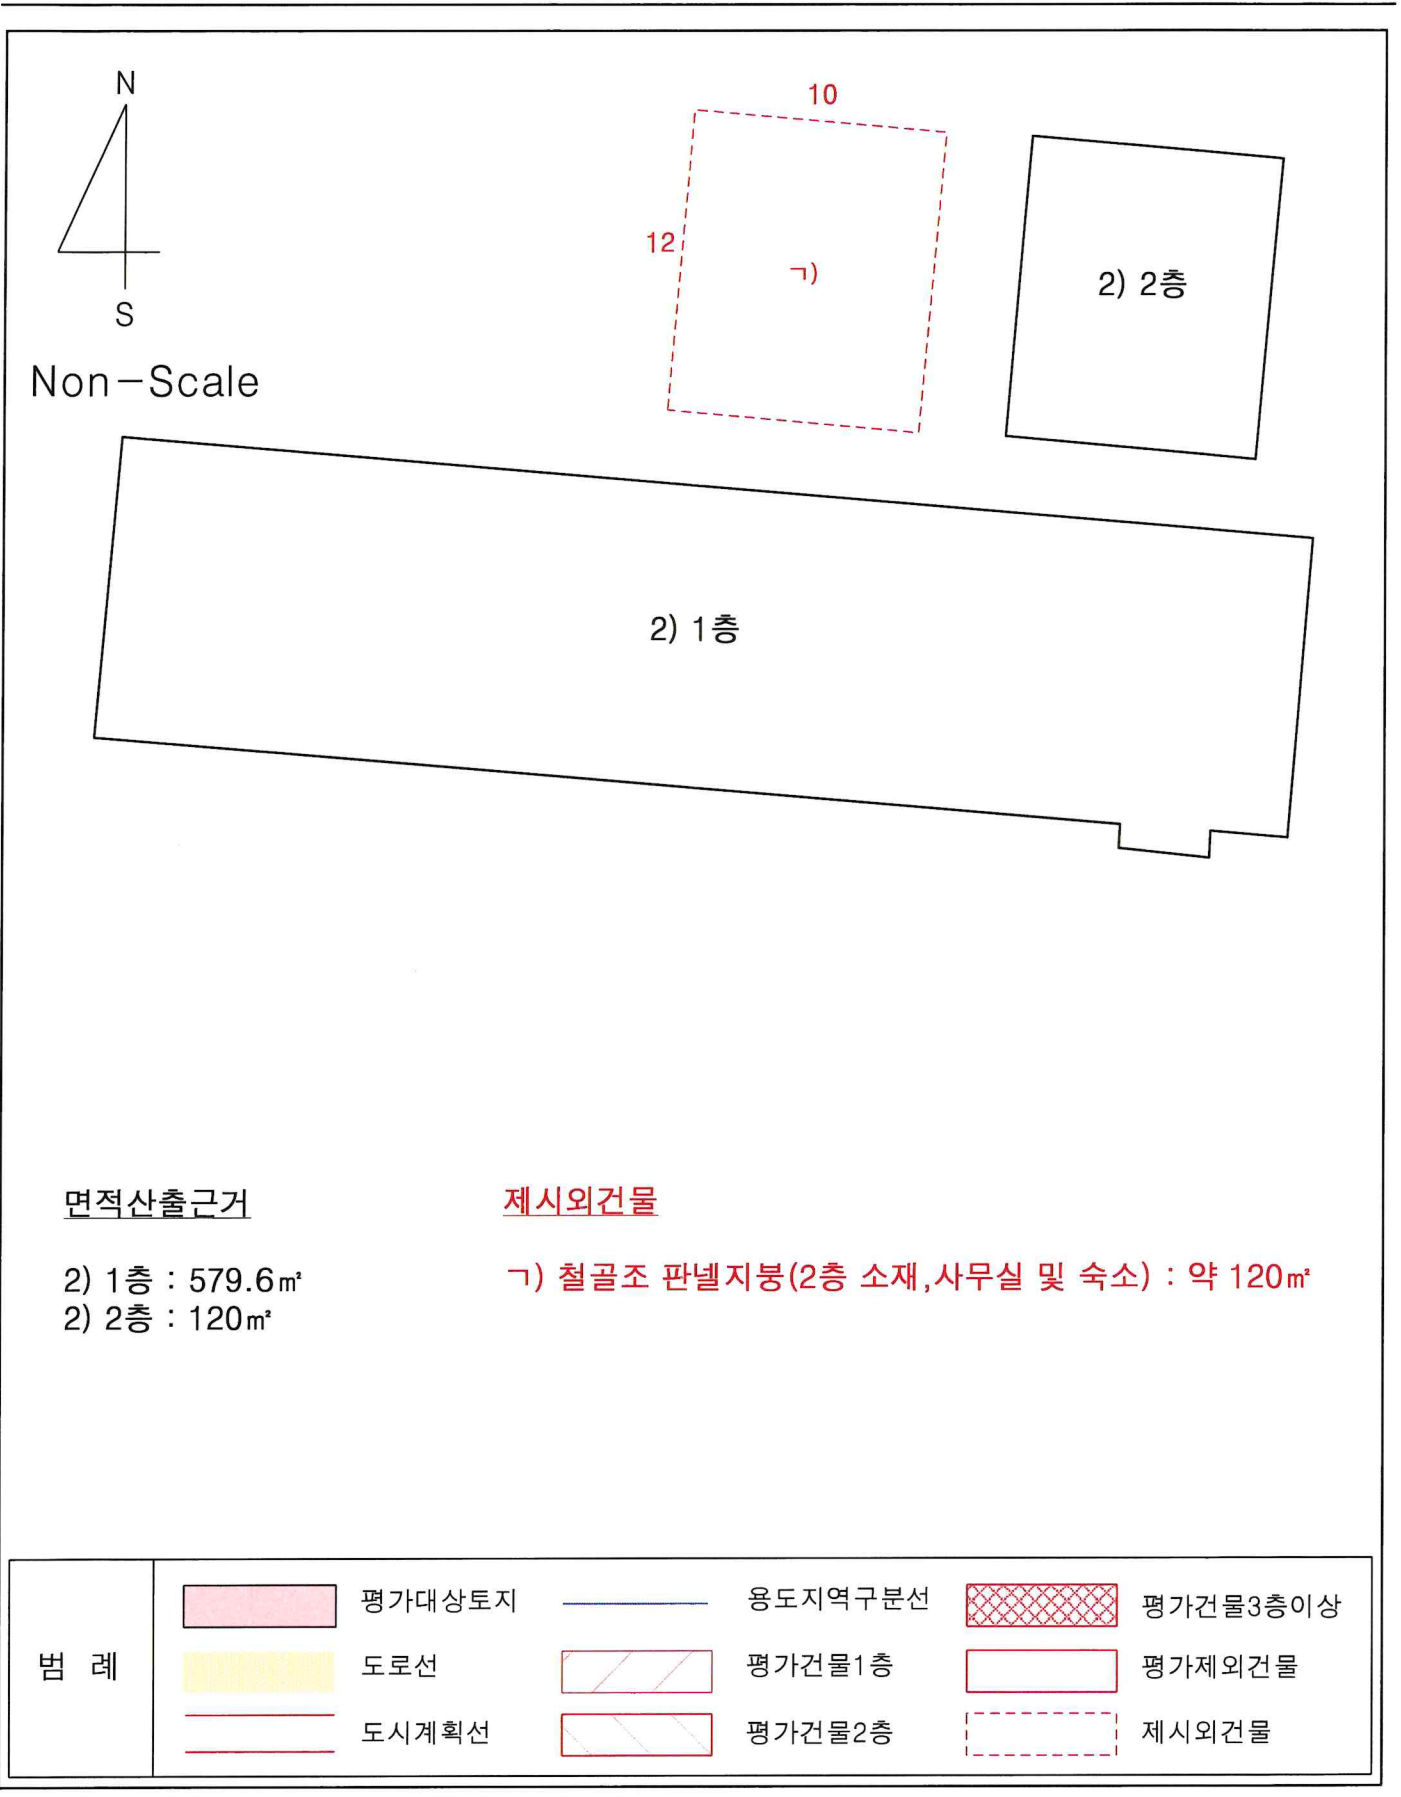 N
10
12
ㄱ)
2) 2층
S
Non-Scale
2) 1층
면적산출근거
제시외건물
2) 1층 : 579.6㎡
ㄱ) 철골조 판넬지붕(2층 소재,사무실 및 숙소) : 약 120㎡
2) 2층 : 120㎡
범 례
평가대상토지
용도지역구분선
평가건물3층이상
도로선
평가건물1층
평가제외건물
도시계획선
평가건물2층
제시외건물